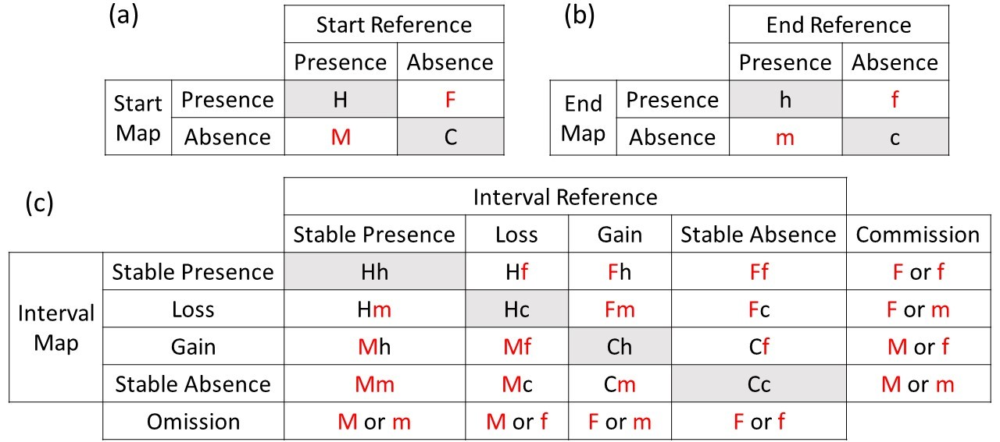 (a)
Start Reference
Presence Absence
Start Map
Presence H F
Absence M C
(b)
End Reference
Presence Absence
End Map
Presence h f
Absence m c
(c)
Interval Reference
Stable Presence Loss Gain Stable Absence Commission
Interval Map
Stable Presence Hh Hf Fh Ff F or f
Loss Hm Hc Fm Fc F or m
Gain Mh Mf Ch Cf M or f
Stable Absence Mm Mc Cm Cc M or m
Omission M or m M or f F or m F or f